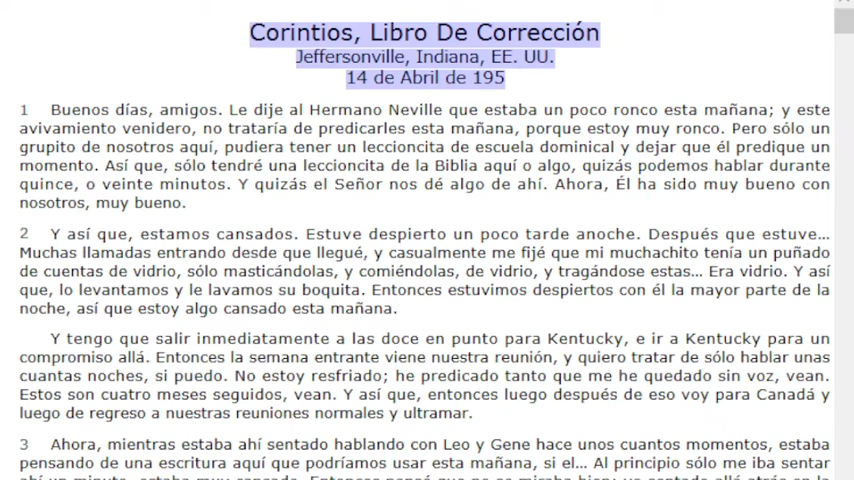 Corintios, Libro De Corrección
Jeffersonville, Indiana, EE. UU.
14 de Abril de 195
1 Buenos días, amigos. Le dije al Hermano Neville que estaba un poco ronco esta mañana; y este
avivamiento venidero, no trataría de predicarles esta mañana, porque estoy muy ronco. Pero sólo un
grupito de nosotros aquí, pudiera tener un leccioncita de escuela dominical y dejar que él predique un
momento. Así que, sólo tendré una leccioncita de la Biblia aquí o algo, quizás podemos hablar durante
quince, o veinte minutos. Y quizás el Señor nos dé algo de ahí. Ahora, Él ha sido muy bueno con
nosotros, muy bueno.
2 Y así que, estamos cansados. Estuve despierto un poco tarde anoche. Después que estuve...
Muchas llamadas entrando desde que llegué, y casualmente me fijé que mi muchachito tenía un puñado
de cuentas de vidrio, sólo masticándolas, y comiéndolas, de vidrio, y tragándose estas... Era vidrio. Y así
que, lo levantamos y le lavamos su boquita. Entonces estuvimos despiertos con él la mayor parte de la
noche, así que estoy algo cansado esta mañana.
Y tengo que salir inmediatamente a las doce en punto para Kentucky, e ir a Kentucky para un
compromiso allá. Entonces la semana entrante viene nuestra reunión, y quiero tratar de sólo hablar unas
cuantas noches, si puedo. No estoy resfriado; he predicado tanto que me he quedado sin voz, vean.
Estos son cuatro meses seguidos, vean. Y así que, entonces luego después de eso voy para Canadá y
luego de regreso a nuestras reuniones normales y ultramar.
3 Ahora, mientras estaba ahí sentado hablando con Leo y Gene hace unos cuantos momentos, estaba
pensando de una escritura aquí que podríamos usar esta mañana, si el... Al principio sólo me iba sentar